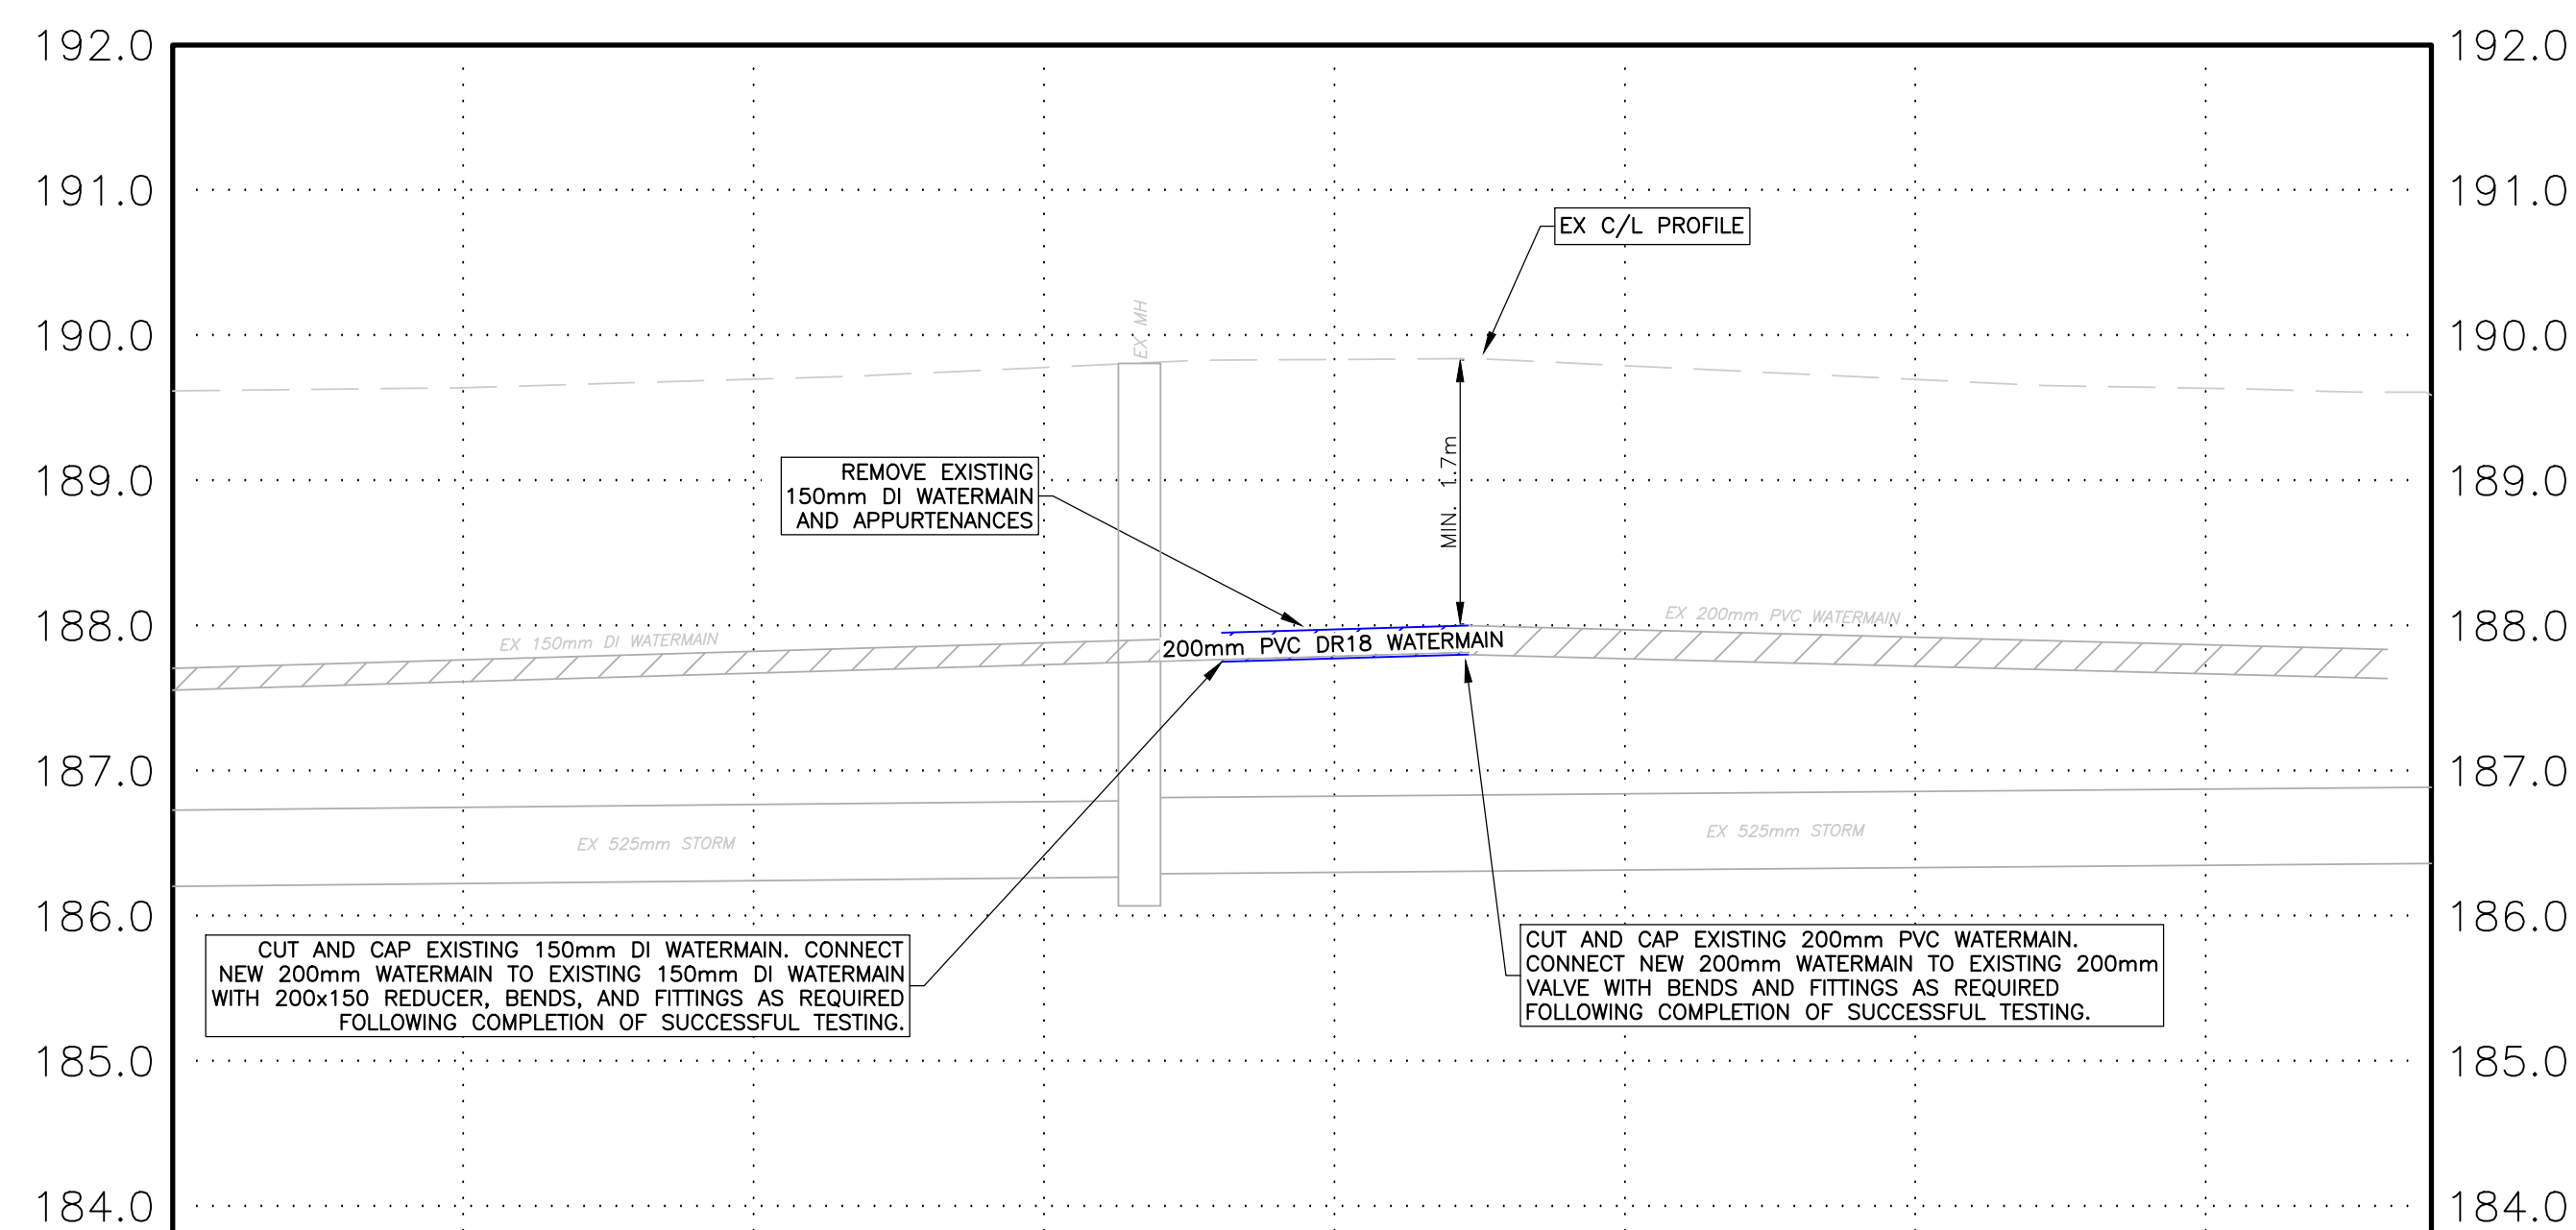 192.0
192.0
191.0
191.0
EX C/L PROFILE
EX MH
190.0
190.0
MIN. 1.7m
REMOVE EXISTING
150mm DI WATERMAIN
AND APPURTENANCES
189.0
189.0
188.0
188.0
EX 150mm DI WATERMAIN
200mm PVC DR18 WATERMAIN
EX 200mm PVC WATERMAIN
187.0
187.0
EX 525mm STORM
EX 525mm STORM
186.0
186.0
CUT AND CAP EXISTING 150mm DI WATERMAIN. CONNECT
NEW 200mm WATERMAIN TO EXISTING 150mm DI WATERMAIN
WITH 200x150 REDUCER, BENDS, AND FITTINGS AS REQUIRED
FOLLOWING COMPLETION OF SUCCESSFUL TESTING.
CUT AND CAP EXISTING 200mm PVC WATERMAIN.
CONNECT NEW 200mm WATERMAIN TO EXISTING 200mm
VALVE WITH BENDS AND FITTINGS AS REQUIRED
FOLLOWING COMPLETION OF SUCCESSFUL TESTING.
185.0
185.0
184.0
184.0